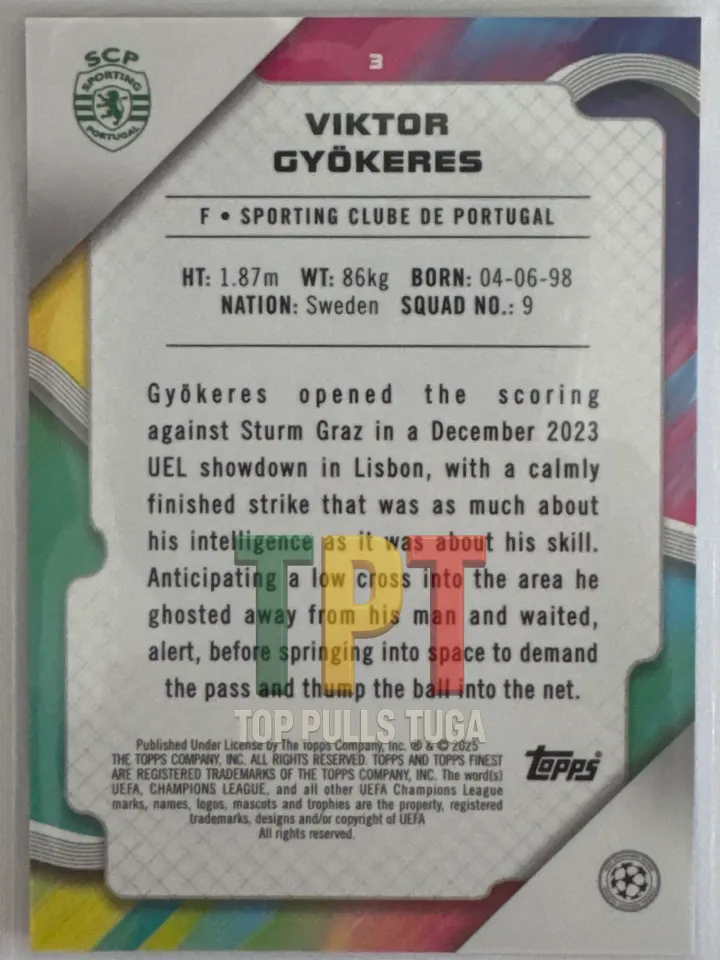 3
SCP
SPORTING
PORTUGAL
VIKTOR
GYÖKERES
F • SPORTING CLUBE DE PORTUGAL
HT: 1.87m WT: 86kg BORN: 04-06-98
NATION: Sweden SQUAD NO.: 9
Gyökeres opened the scoring
against Sturm Graz in a December 2023
UEL showdown in Lisbon, with a calmly
finished strike that was as much about
his intelligence as it was about his skill.
Anticipating a low cross into the area he
ghosted away from his man and waited,
alert, before springing into space to demand
the pass and thump the ball into the net.
TPT
TOP PULLS TUGA
Published Under License by The Topps Company, Inc. ® & © 2025
THE TOPPS COMPANY, INC. ALL RIGHTS RESERVED. TOPPS AND TOPPS FINEST
ARE REGISTERED TRADEMARKS OF THE TOPPS COMPANY, INC. The word(s)
UEFA, CHAMPIONS LEAGUE, and all other UEFA Champions League
marks, names, logos, mascots and trophies are the property, registered
trademarks, designs and/or copyright of UEFA
All rights reserved.
topps®